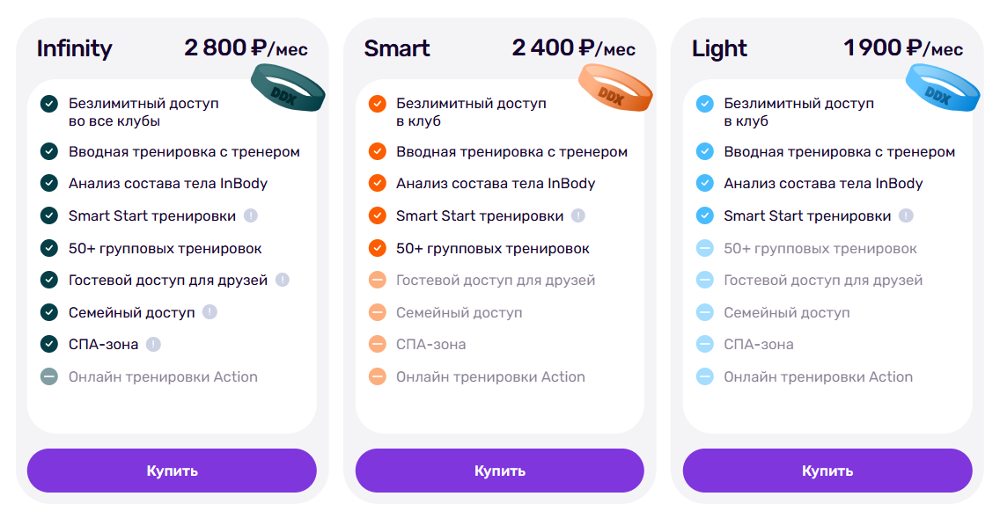 Infinity
2 800 ₽/мес
DDX
Безлимитный доступ
во все клубы
Вводная тренировка с тренером
Анализ состава тела InBody
Smart Start тренировки
50+ групповых тренировок
Гостевой доступ для друзей
Семейный доступ
СПА-зона
Онлайн тренировки Action
Купить
Smart
2 400 ₽/мес
DDX
Безлимитный доступ
в клуб
Вводная тренировка с тренером
Анализ состава тела InBody
Smart Start тренировки
50+ групповых тренировок
Гостевой доступ для друзей
Семейный доступ
СПА-зона
Онлайн тренировки Action
Купить
Light
1 900 ₽/мес
DDX
Безлимитный доступ
в клуб
Вводная тренировка с тренером
Анализ состава тела InBody
Smart Start тренировки
50+ групповых тренировок
Гостевой доступ для друзей
Семейный доступ
СПА-зона
Онлайн тренировки Action
Купить